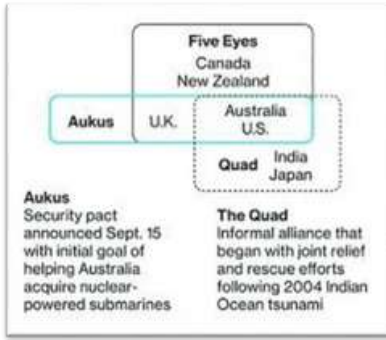 Five Eyes
Canada
New Zealand
Aukus
U.K.
Australia
U.S.
Quad
India
Japan
Aukus
Security pact
announced Sept. 15
with initial goal of
helping Australia
acquire nuclear-
powered submarines
The Quad
Informal alliance that
began with joint relief
and rescue efforts
following 2004 Indian
Ocean tsunami